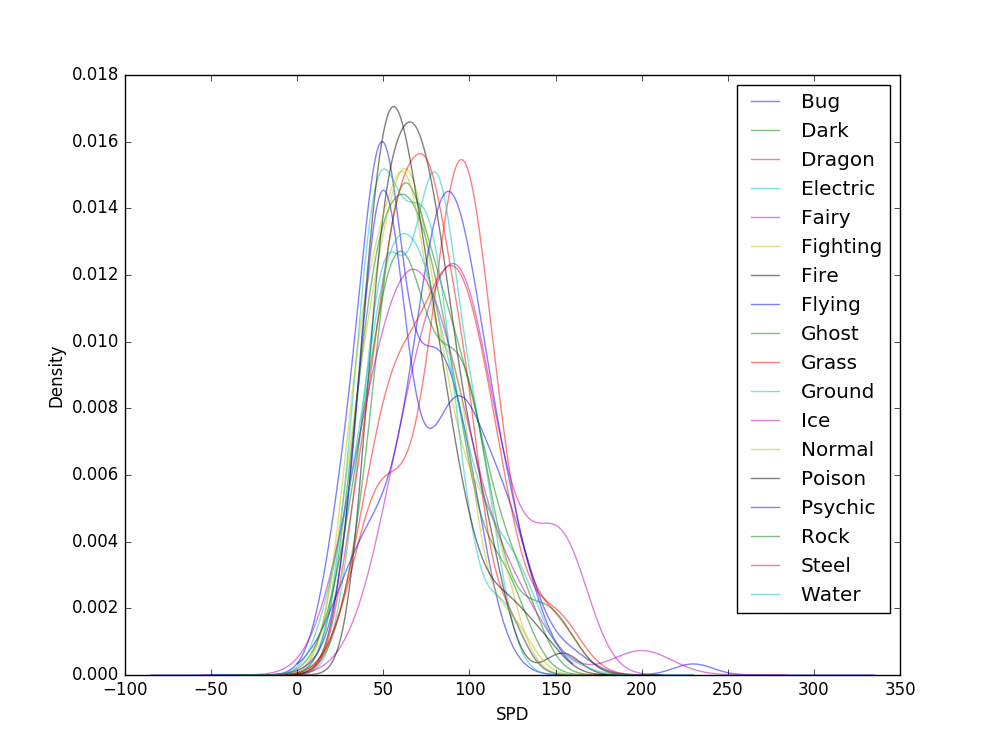 0.018
0.016
0.014
0.012
0.010
0.008
0.006
0.004
0.002
0.000
Density
−100 −50 0 50 100 150 200 250 300 350
SPD
Bug
Dark
Dragon
Electric
Fairy
Fighting
Fire
Flying
Ghost
Grass
Ground
Ice
Normal
Poison
Psychic
Rock
Steel
Water